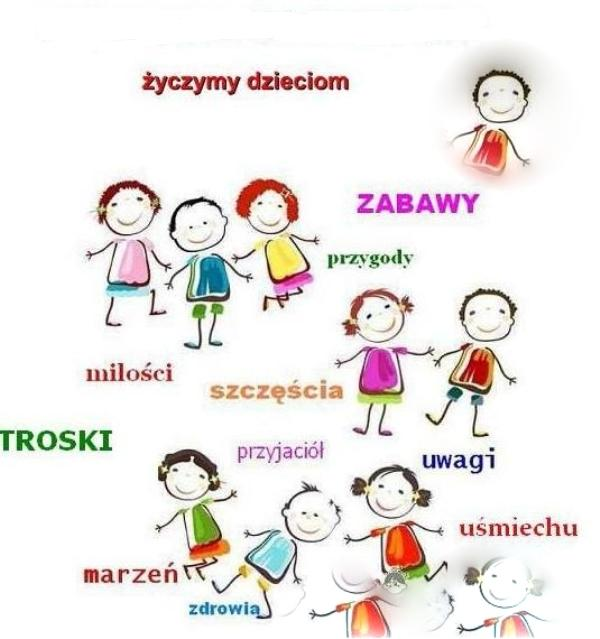 życzymy dzieciom
ZABAWY
przygody
miłości
szczęścia
TROSKI
przyjaciół
uwagi
uśmiechu
marzeń
zdrowia